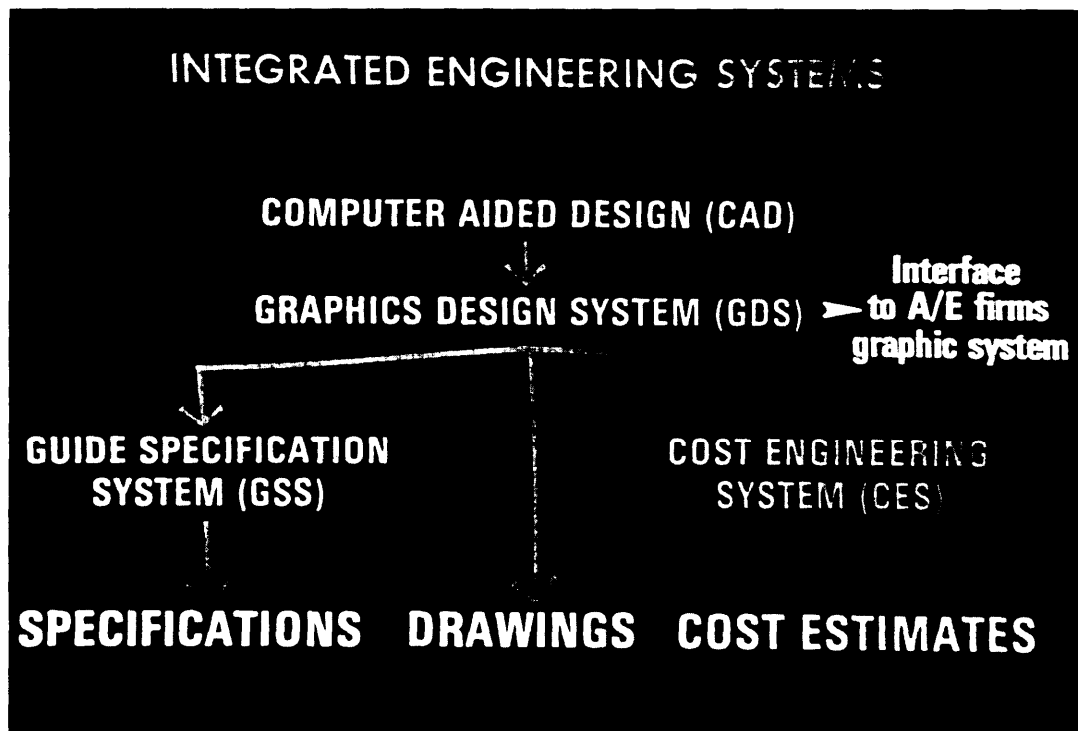 INTEGRATED ENGINEERING SYSTEMS
COMPUTER AIDED DESIGN (CAD)
GRAPHICS DESIGN SYSTEM (GDS)
Interface
to A/E firms
graphic system
GUIDE SPECIFICATION
SYSTEM (GSS)
COST ENGINEERING
SYSTEM (CES)
SPECIFICATIONS
DRAWINGS
COST ESTIMATES